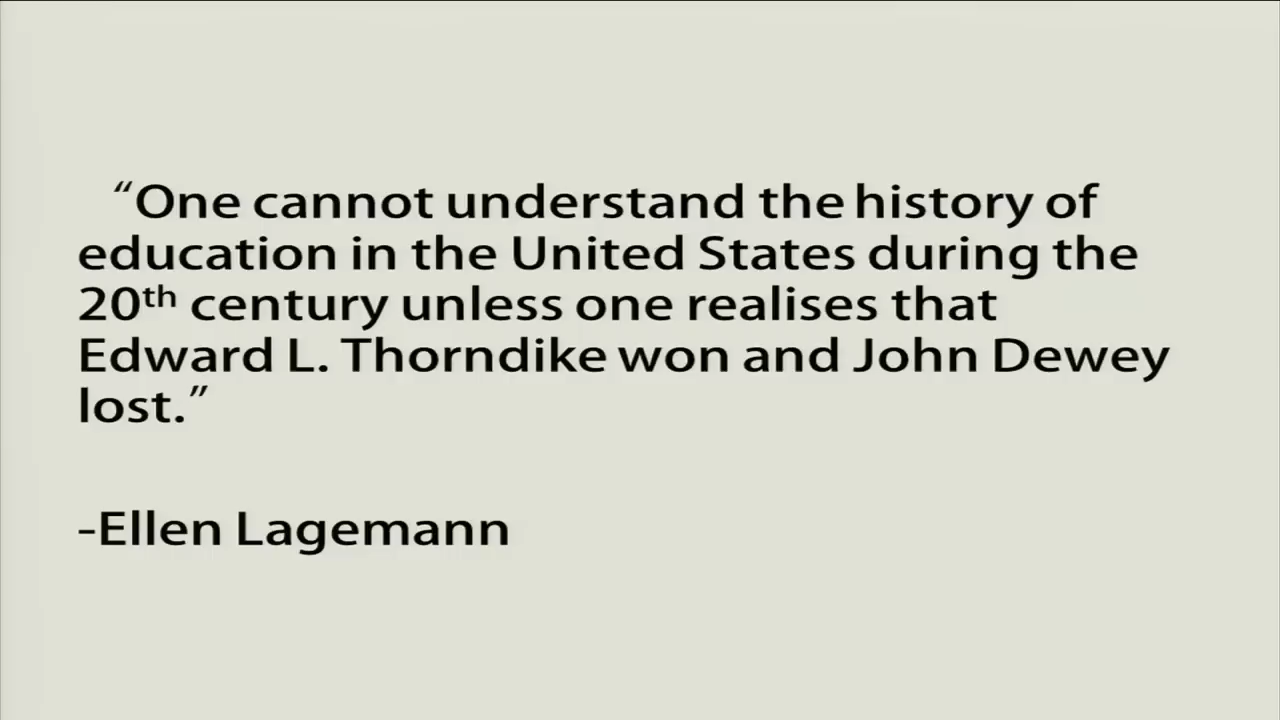 “One cannot understand the history of
education in the United States during the
20th century unless one realises that
Edward L. Thorndike won and John Dewey
lost.”
-Ellen Lagemann